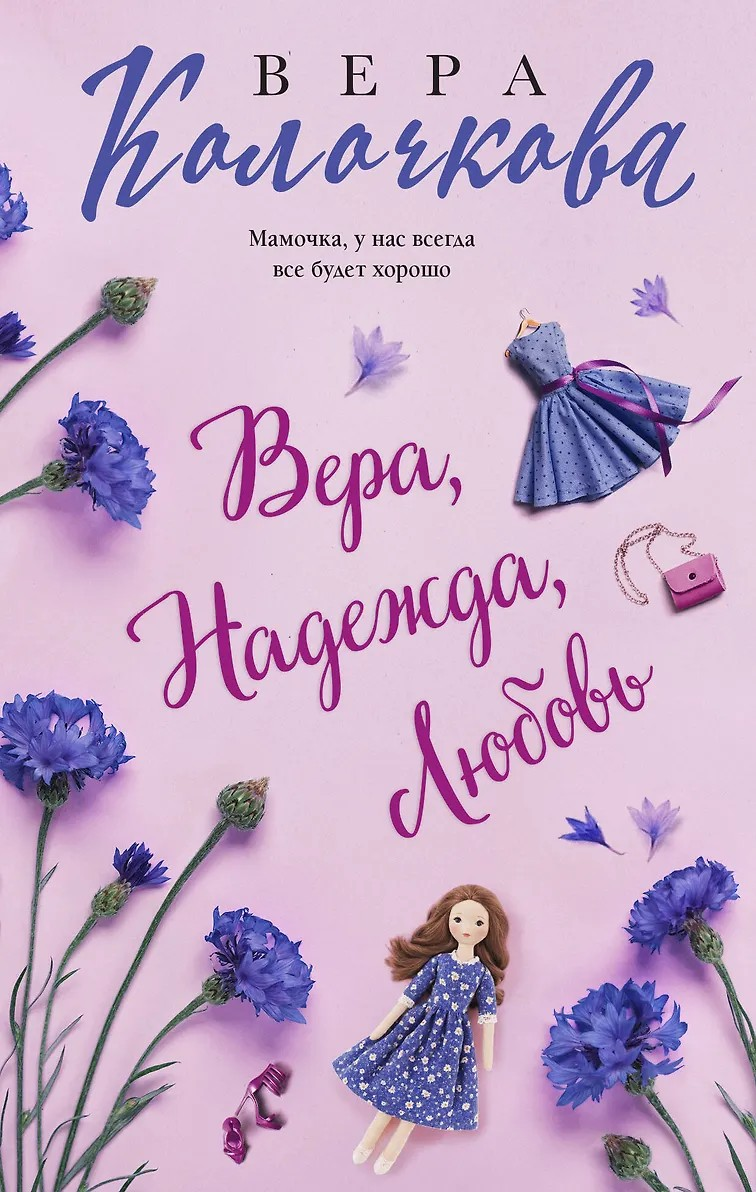 ВЕРА
Колочкова
Мамочка, у нас всегда
все будет хорошо
Вера,
Надежда,
Любовь